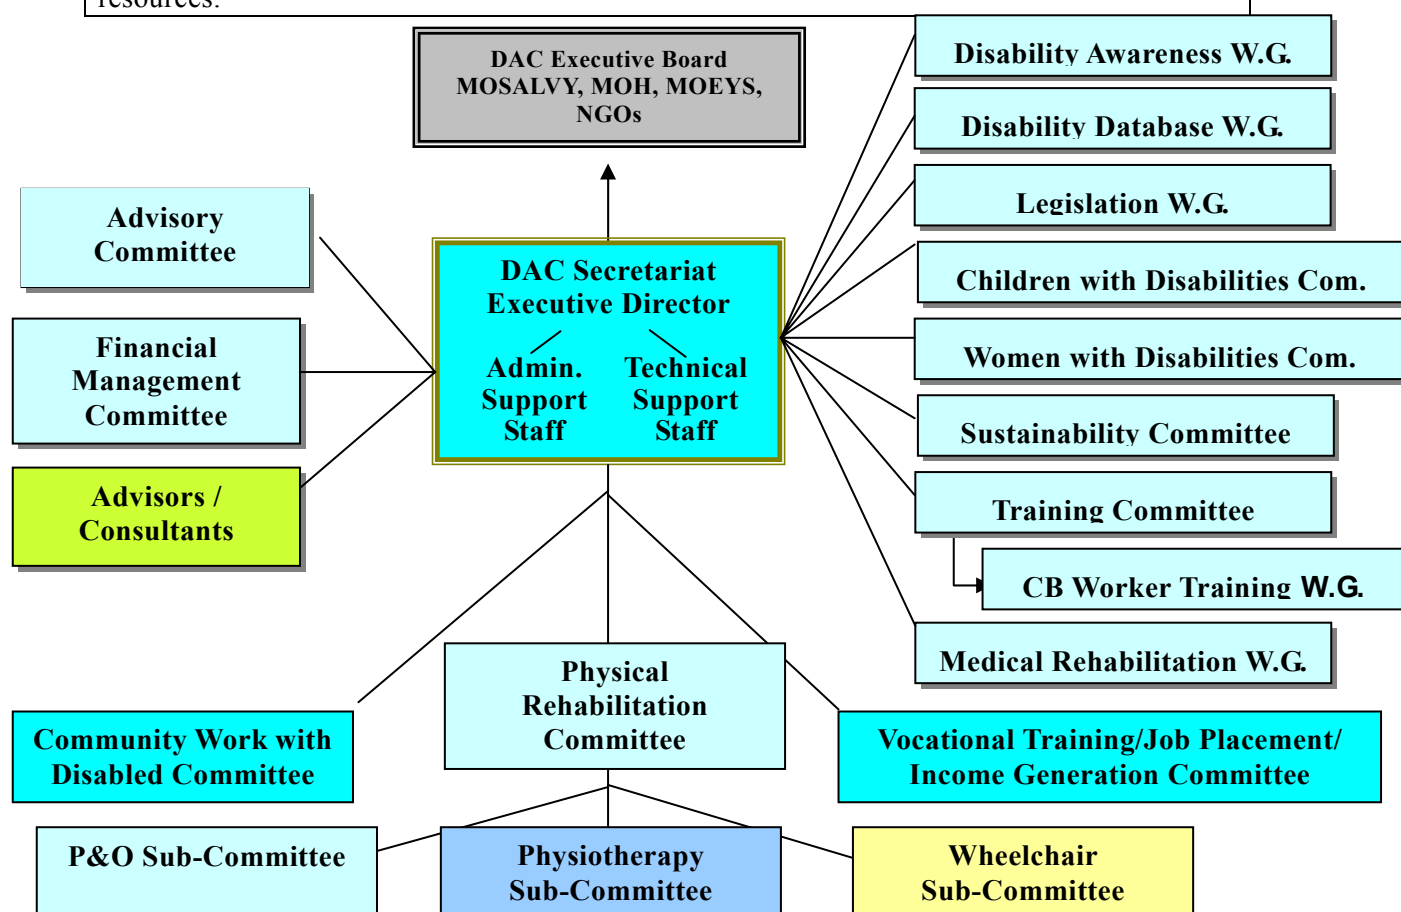 resources.
DAC Executive Board
MOSALVY, MOH, MOEYS,
NGOs
Disability Awareness W.G.
Disability Database W.G.
Legislation W.G.
Children with Disabilities Com.
Women with Disabilities Com.
Sustainability Committee
Training Committee
CB Worker Training W.G.
Medical Rehabilitation W.G.
Advisory
Committee
Financial
Management
Committee
Advisors /
Consultants
DAC Secretariat
Executive Director
Admin.
Support
Staff
Technical
Support
Staff
Physical
Rehabilitation
Committee
Community Work with
Disabled Committee
Vocational Training/Job Placement/
Income Generation Committee
P&O Sub-Committee
Physiotherapy
Sub-Committee
Wheelchair
Sub-Committee